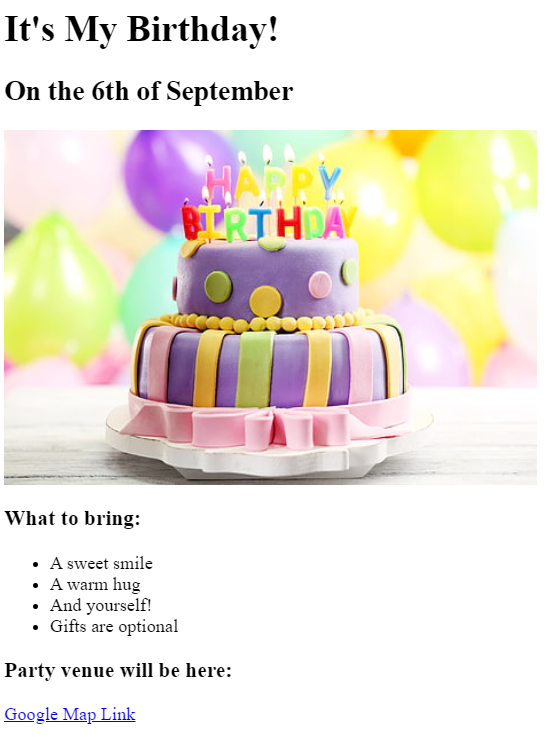 It's My Birthday!
On the 6th of September
HAPPY
BIRTHDAY
What to bring:
A sweet smile
A warm hug
And yourself!
Gifts are optional
Party venue will be here:
Google Map Link